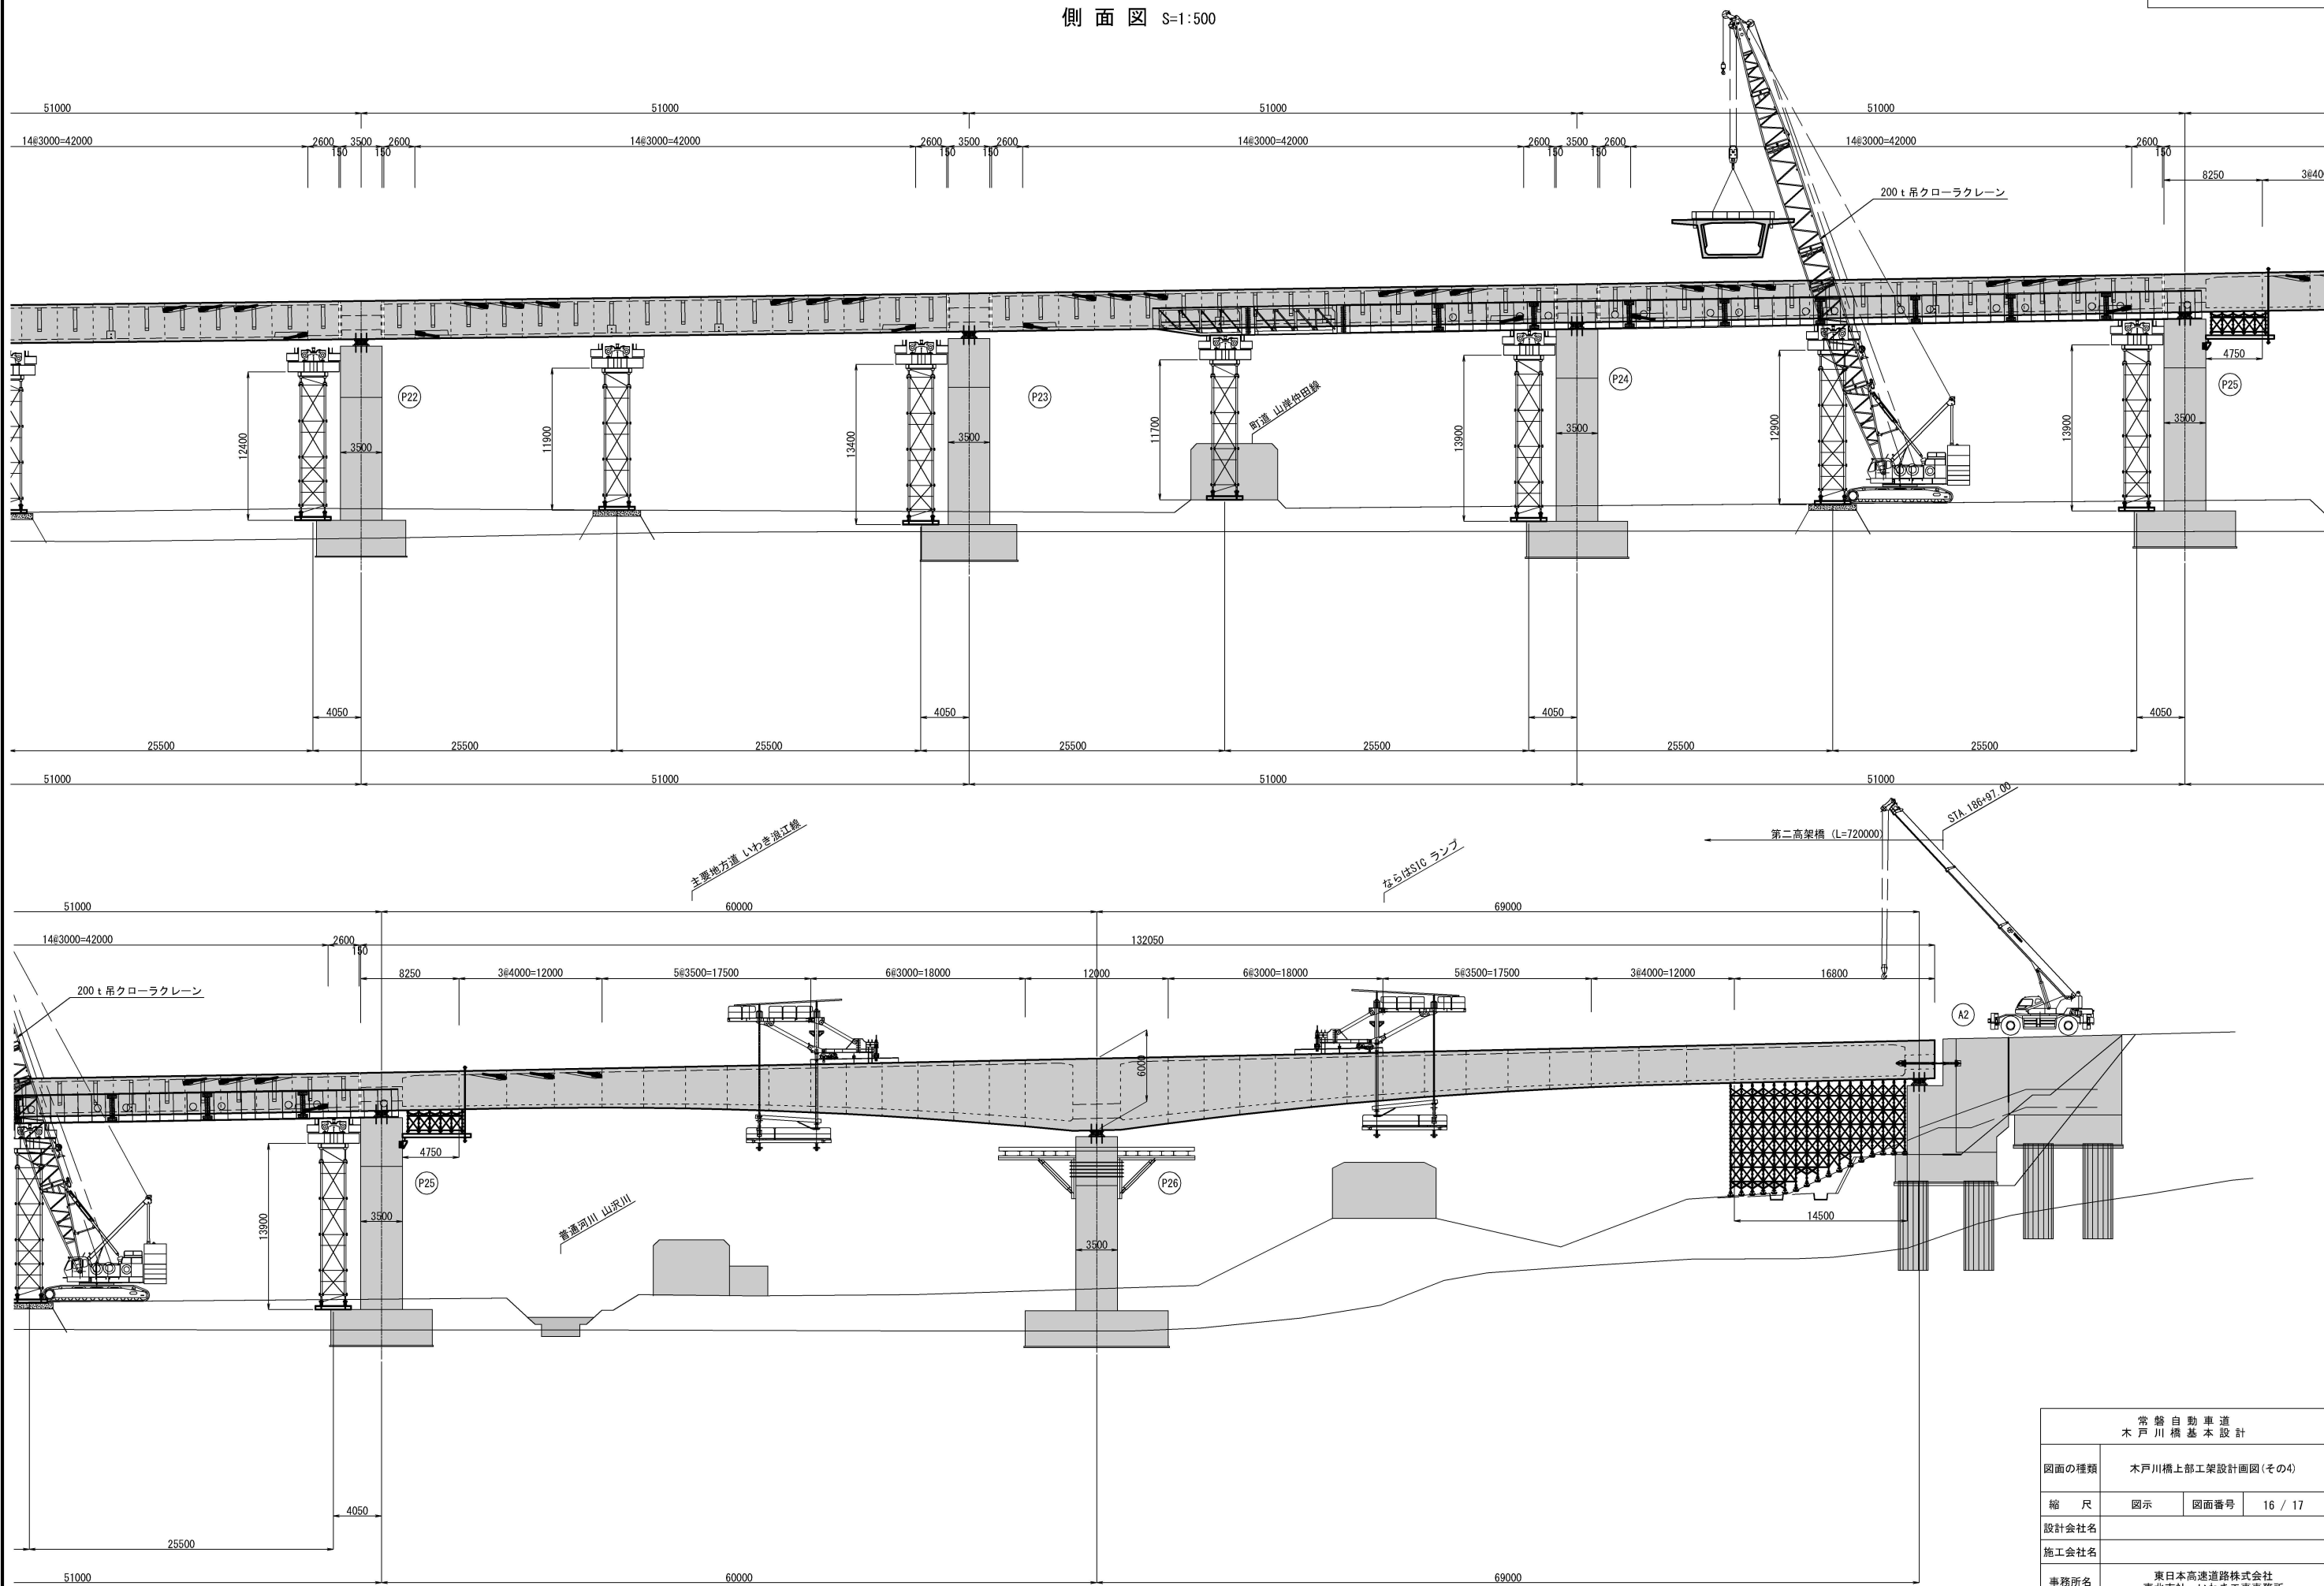 側面図 S=1:500
51000 51000 51000 51000
14@3000=42000 2600 3500 2600 14@3000=42000 2600 3500 2600 14@3000=42000 2600 3500 2600 14@3000=42000 2600
150 150 150 150 150 150 150
8250
200t吊クローラクレーン
4750
P22 P23 P24 P25
町道 山岸仲田線
12400 3500 11900 13400 3500 11700 13900 3500 12900 13900 3500
4050 4050 4050 4050
25500 25500 25500 25500 25500 25500 25500
51000 51000 51000 51000
STA.186+97.00
第二高架橋 (L=720000)
主要地方道 いわき浪江線
ならはSIC ランプ
51000 60000 69000
14@3000=42000 2600 132050
150
8250 3@4000=12000 5@3500=17500 6@3000=18000 12000 6@3000=18000 5@3500=17500 3@4000=12000 16800
200t吊クローラクレーン
A2
6000
4750
P25 P26
普通河川 山沢川
13900 3500 3500 14500
4050
25500
51000 60000 69000
常磐自動車道
木戸川橋基本設計
図面の種類 木戸川橋上部工架設計画図(その4)
縮尺 図示 図面番号 16 / 17
設計会社名
施工会社名
事務所名 東日本高速道路株式会社